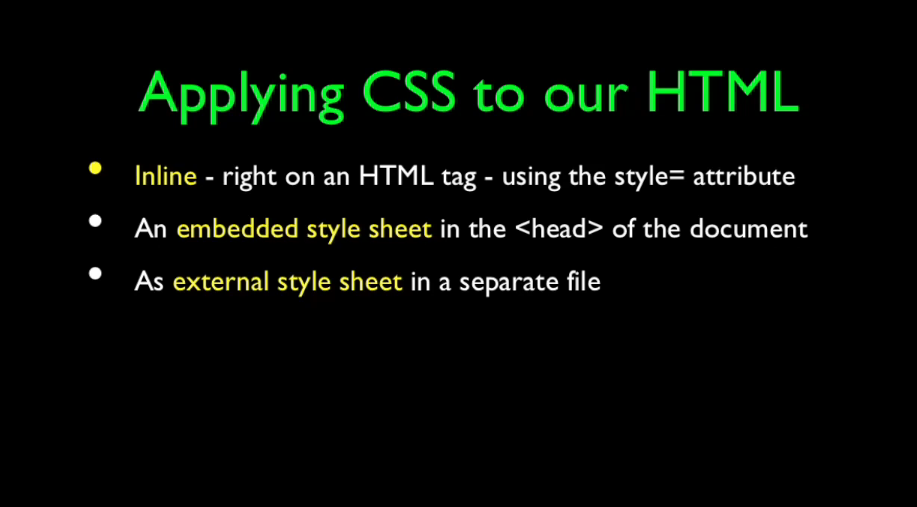 Applying CSS to our HTML
• Inline - right on an HTML tag - using the style= attribute
• An embedded style sheet in the <head> of the document
• As external style sheet in a separate file